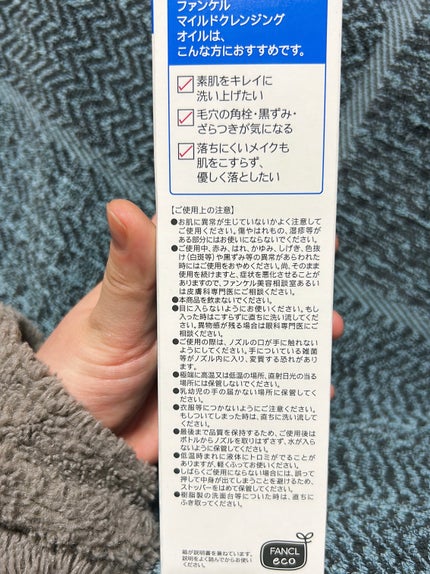 ファンケル
マイルドクレンジング
オイルは、
こんな方におすすめです。
素肌をキレイに
洗い上げたい
毛穴の角栓・黒ずみ・
ざらつきが気になる
落ちにくいメイクも
肌をこすらず、
優しく落としたい
【ご使用上の注意】
●お肌に異常が生じていないかよく注意して
ご使用ください。傷やはれもの、湿疹等が
ある部分にはお使いにならないでください。
●ご使用中、赤み、はれ、かゆみ、しげき、色抜
け(白斑等)や黒ずみ等の異常があらわれた
時にはご使用をおやめください。尚、そのまま
使用を続けますと、症状を悪化させることが
ありますので、ファンケル美容相談室あるい
は皮膚科専門医にご相談ください。
●本商品を飲まないでください。
●目に入らないようにお使いください。もし
入った時はこすらずに直ちに洗い流してくだ
さい。異物感が残る場合は眼科専門医にご
相談ください。
●ご使用の際は、ノズルの口が手に触れない
ようにしてください。手についている雑菌
等がノズル内に入り、変質する恐れがあり
ます。
●極端に高温又は低温の場所、直射日光の当る
場所には保管しないでください。
●乳幼児の手の届かない場所に保管してく
ださい。
●衣服等につかないようにご注意ください。
もしついてしまった時は、直ちに洗い流して
ください。
●最後まで品質を保持するため、ご使用後は
ボトルからノズルを取りはずさず、水が入ら
ないように保管してください。
●低温時まれに液体にトロミがでることが
ありますが、軽くふってお使いください。
●しばらくご使用にならない場合には、誤って
押して中身が出てしまうことを避けるため、
ストッパーをはめて保管してください。
●樹脂製の洗面台等についた時は、直ちに
ふき取ってください。
箱が説明書を兼ねています。
説明をよく読んでからお使い
ください。
FANCL
eco